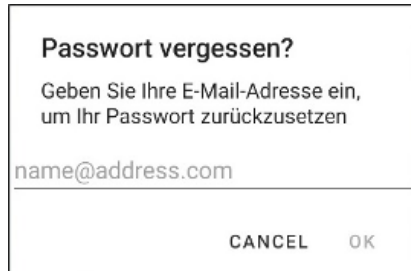 Passwort vergessen?
Geben Sie Ihre E-Mail-Adresse ein,
um Ihr Passwort zurückzusetzen
name@address.com
CANCEL OK